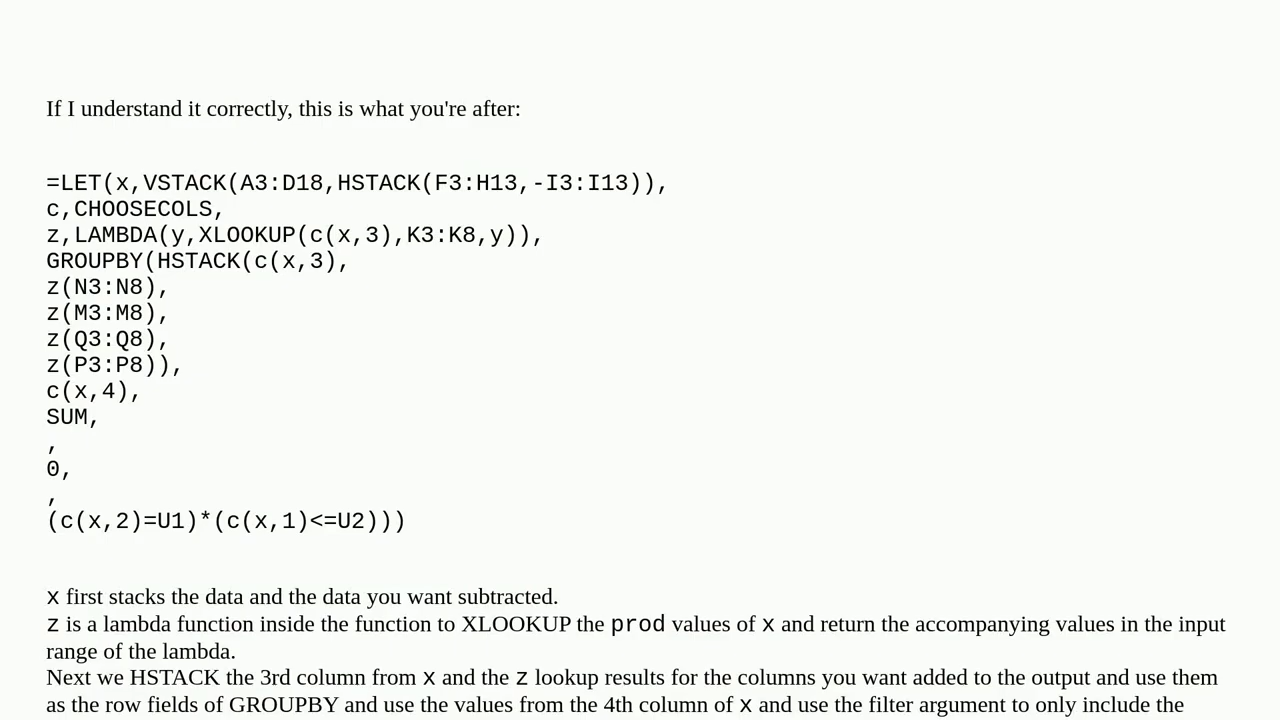 If I understand it correctly, this is what you're after:
=LET(x,VSTACK(A3:D18,HSTACK(F3:H13,-I3:I13)),
c,CHOOSECOLS,
z,LAMBDA(y,XLOOKUP(c(x,3),K3:K8,y)),
GROUPBY(HSTACK(c(x,3),
z(N3:N8),
z(M3:M8),
z(Q3:Q8),
z(P3:P8)),
c(x,4),
SUM,
,
0,
,
(c(x,2)=U1)*(c(x,1)<=U2)))
x first stacks the data and the data you want subtracted.
z is a lambda function inside the function to XLOOKUP the prod values of x and return the accompanying values in the input
range of the lambda.
Next we HSTACK the 3rd column from x and the z lookup results for the columns you want added to the output and use them
as the row fields of GROUPBY and use the values from the 4th column of x and use the filter argument to only include the